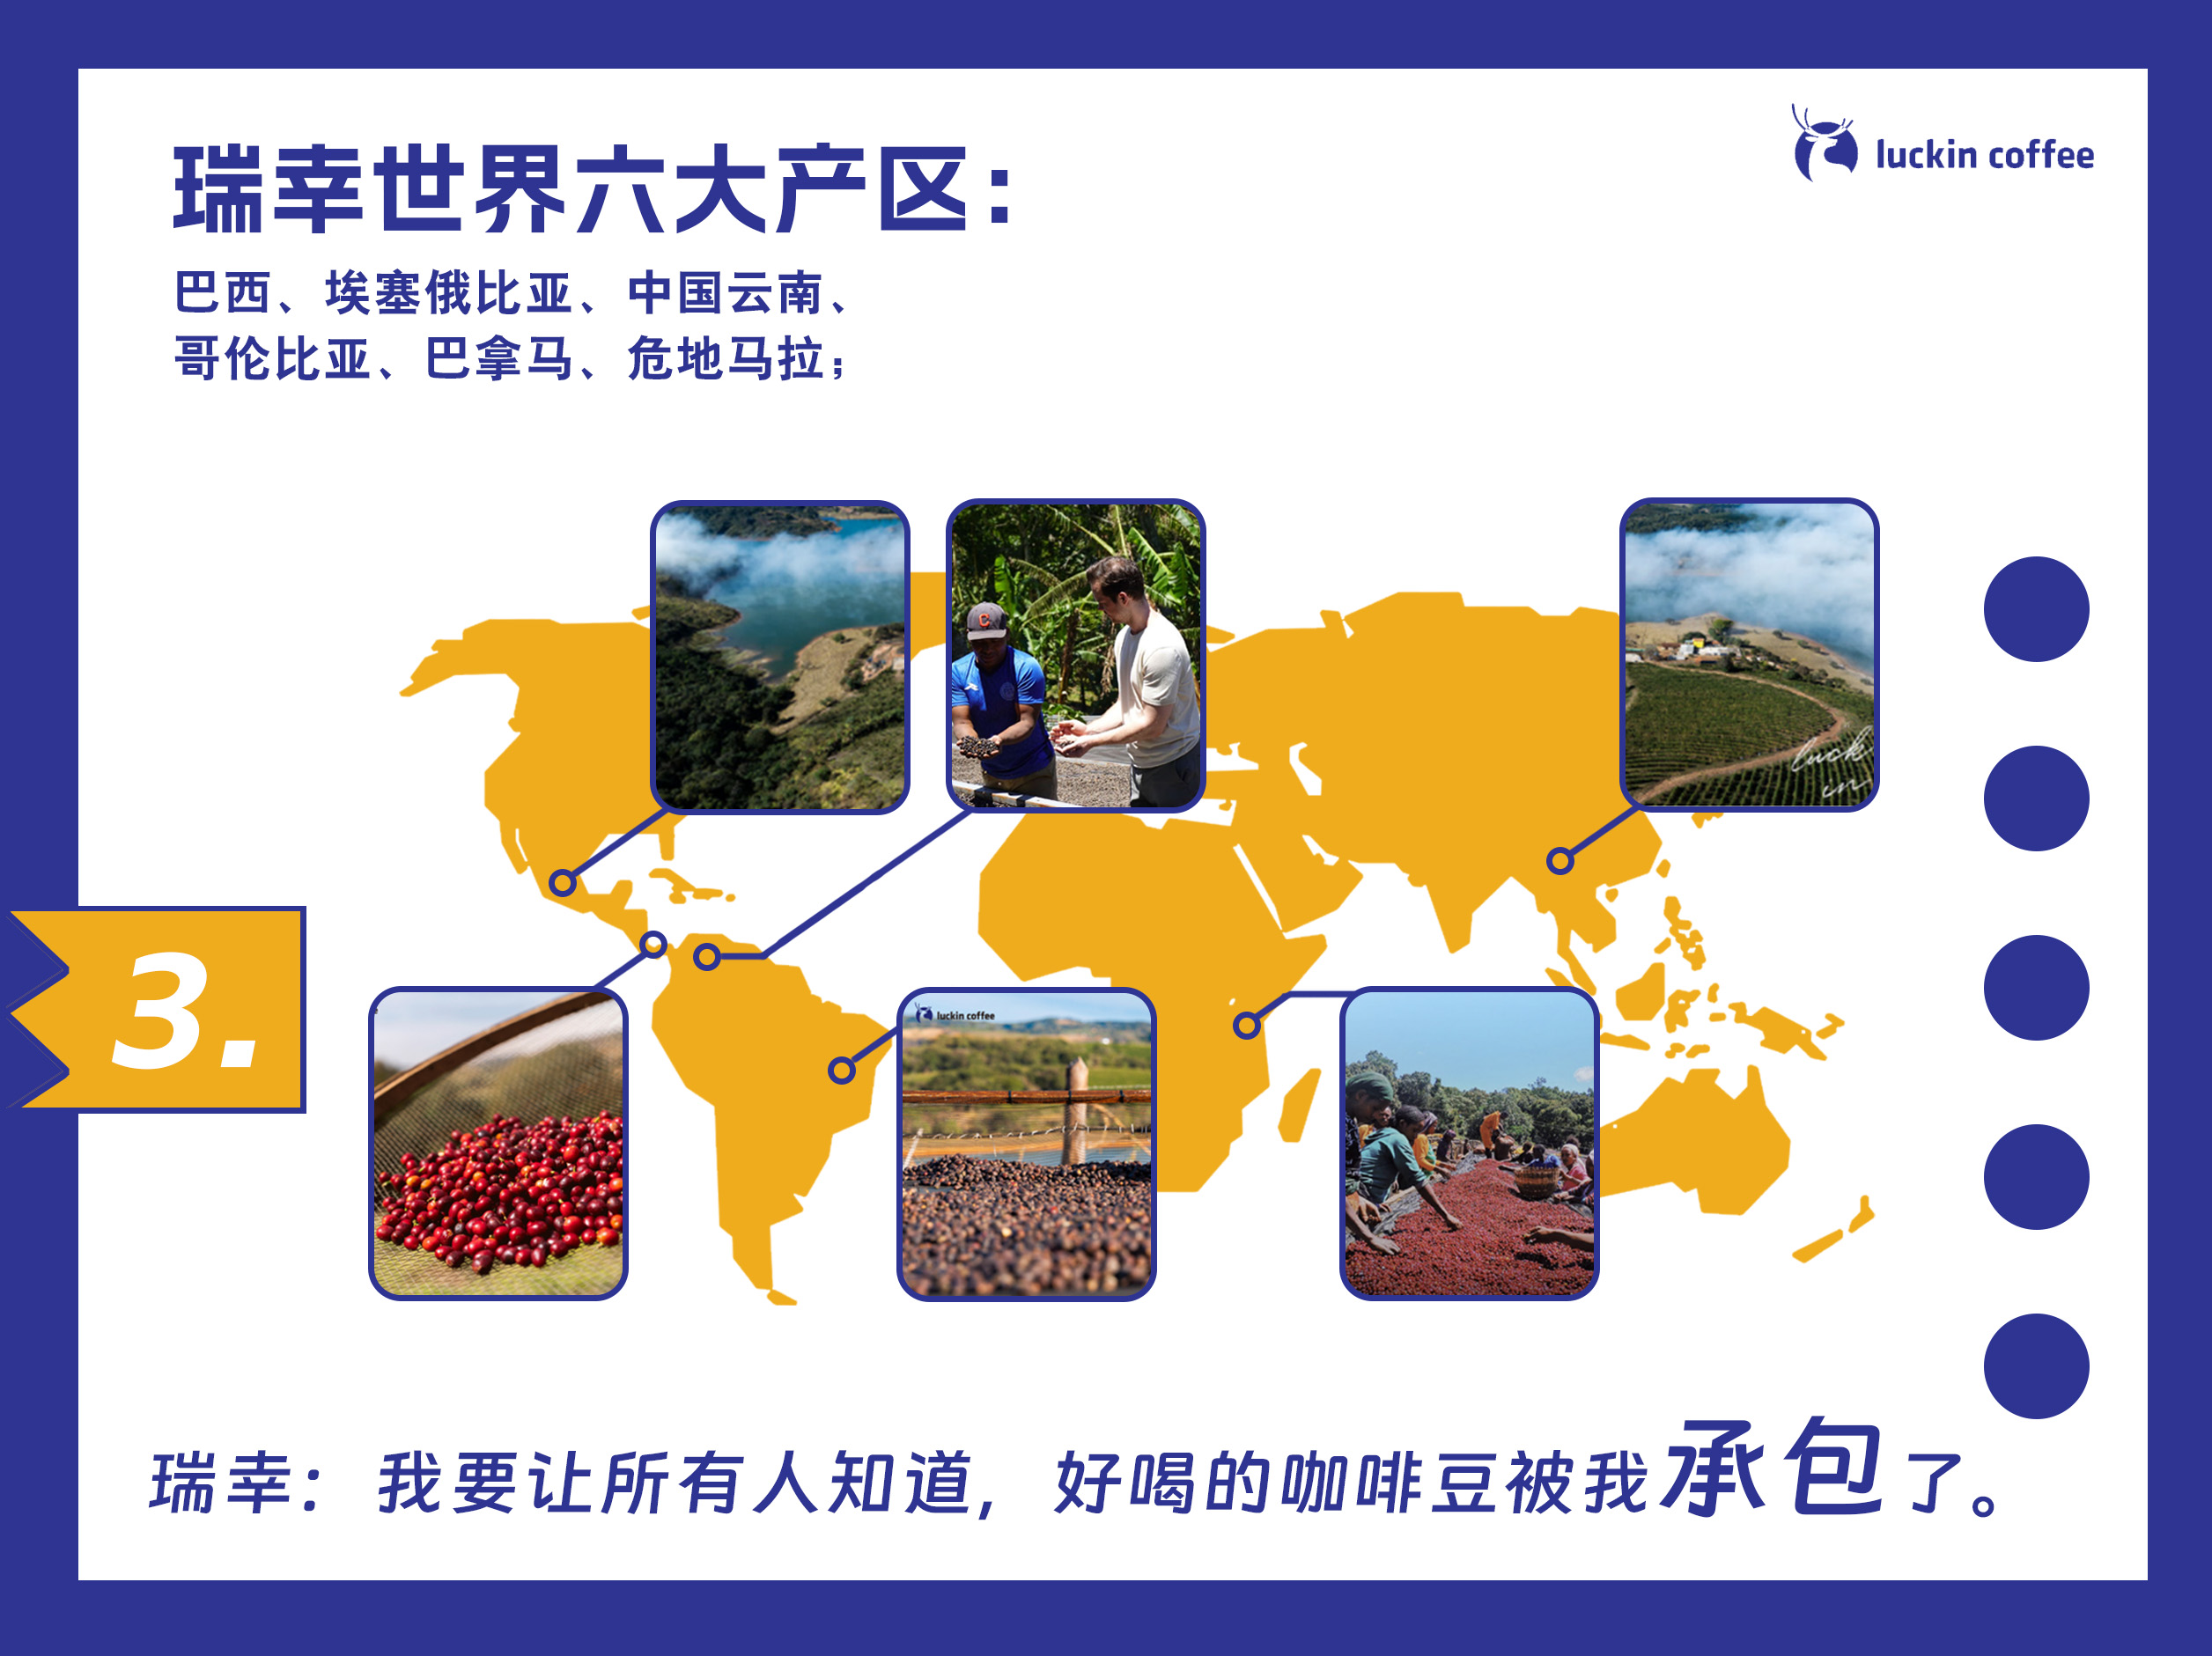 瑞幸世界六大产区：
luckin coffee
巴西、埃塞俄比亚、中国云南、
哥伦比亚、巴拿马、危地马拉；
C
luck
in
3.
luckin coffee
瑞幸：我要让所有人知道，好喝的咖啡豆被我承包了。